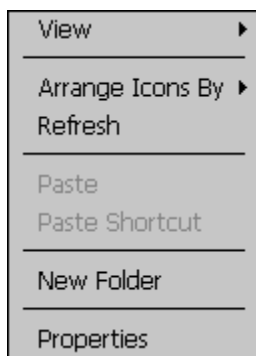 View
Arrange Icons By
Refresh
Paste
Paste Shortcut
New Folder
Properties